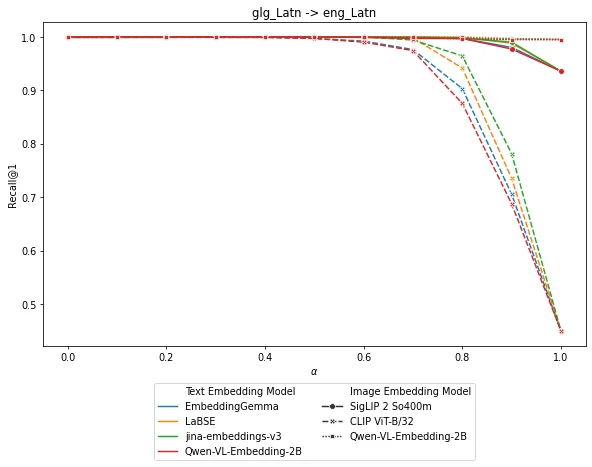 glg_Latn -> eng_Latn
1.0
0.9
0.8
0.7
0.6
0.5
Recall@1
0.0 0.2 0.4 0.6 0.8 1.0
α
Text Embedding Model Image Embedding Model
EmbeddingGemma SigLIP 2 So400m
LaBSE CLIP ViT-B/32
jina-embeddings-v3 Qwen-VL-Embedding-2B
Qwen-VL-Embedding-2B